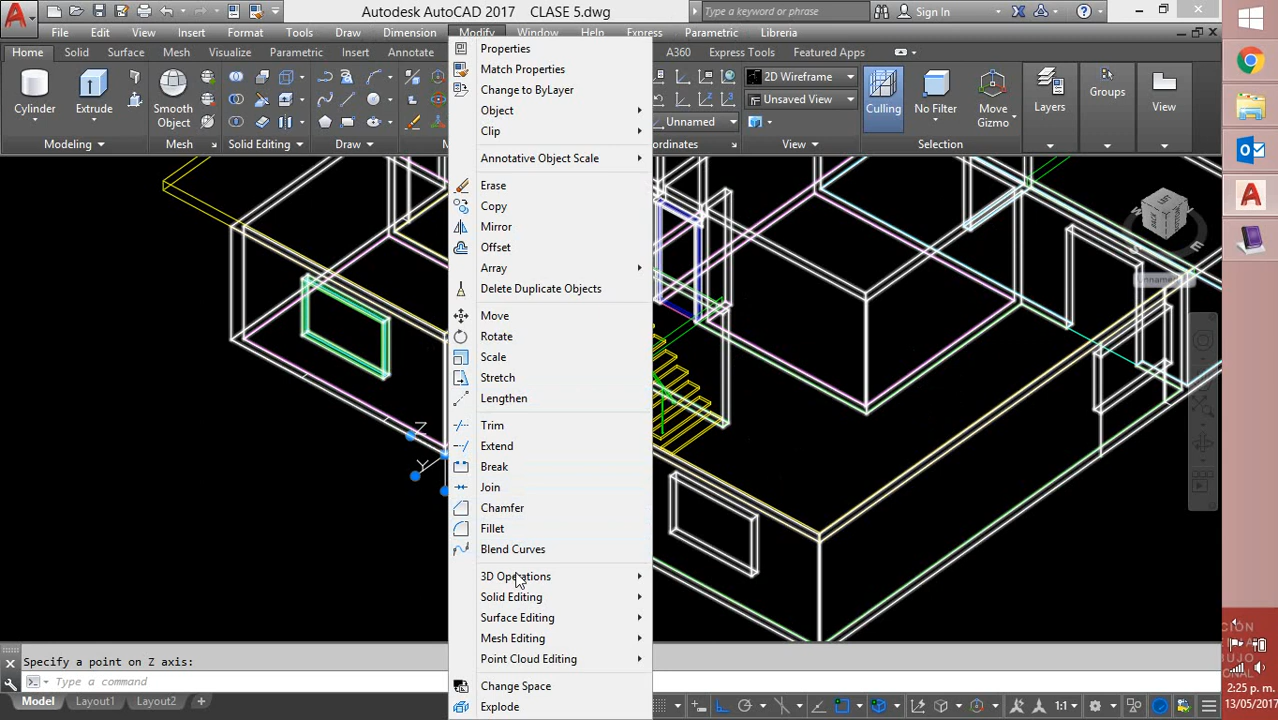 Autodesk AutoCAD 2017 CLASE 5.dwg
Type a keyword or phrase
Sign In
File Edit View Insert Format Tools Draw Dimension Modify Window Help Express Parametric Libreria
Home Solid Surface Mesh Visualize Parametric Insert Annotate A360 Express Tools Featured Apps
Cylinder
Extrude
Smooth
Object
2D Wireframe
Unsaved View
Unnamed
Culling
No Filter
Move
Gizmo
Layers
Groups
View
Modeling
Mesh
Solid Editing
Draw
View
Selection
Properties
Match Properties
Change to ByLayer
Object
Clip
Annotative Object Scale
Erase
Copy
Mirror
Offset
Array
Delete Duplicate Objects
Move
Rotate
Scale
Stretch
Lengthen
Trim
Extend
Break
Join
Chamfer
Fillet
Blend Curves
3D Operations
Solid Editing
Surface Editing
Mesh Editing
Point Cloud Editing
Change Space
Explode
Z
Y
E
Specify a point on Z axis:
Type a command
Model Layout1 Layout2 +
1:1
2:25 p. m.
13/05/2017